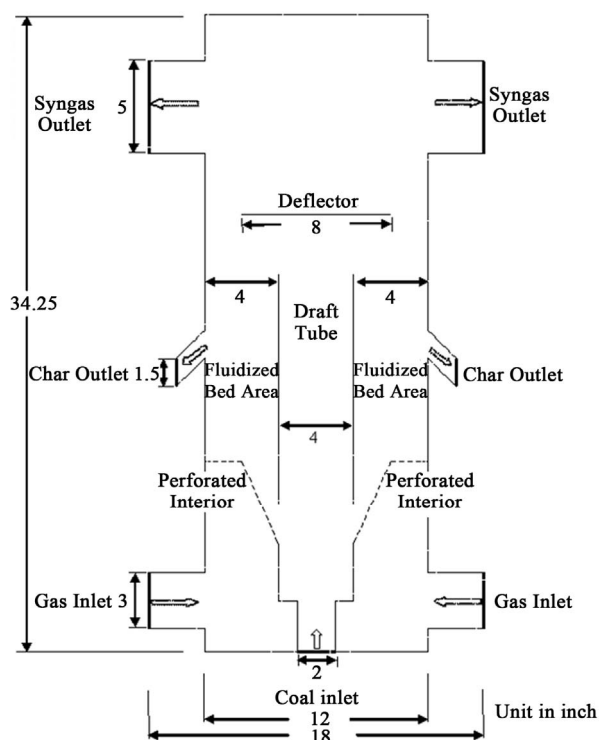 Syngas
Outlet
5
Syngas
Outlet
Deflector
8
34.25
4
4
Draft
Tube
Char Outlet 1.5
Fluidized
Bed Area
Fluidized
Bed Area
Char Outlet
4
Perforated
Interior
Perforated
Interior
Gas Inlet 3
Gas Inlet
2
Coal inlet
12
Unit in inch
18